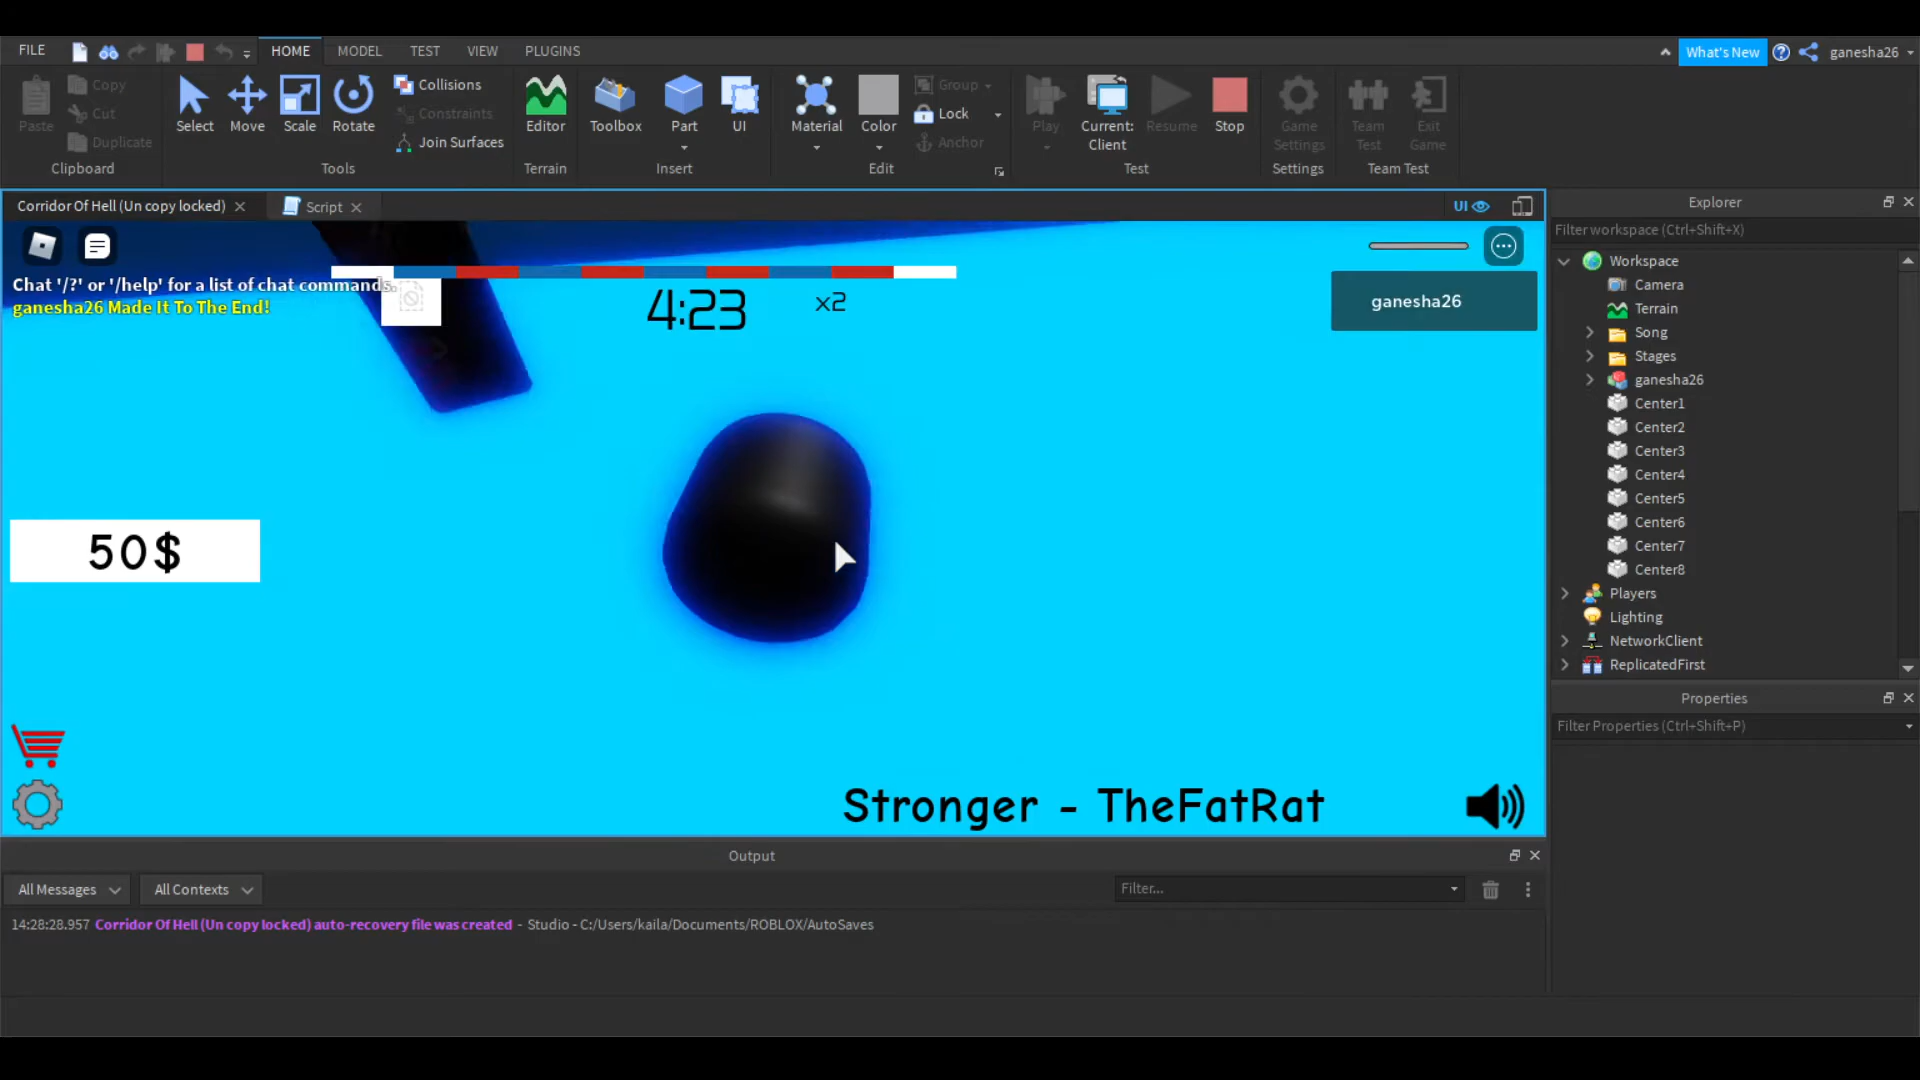 FILE
HOME
MODEL
TEST
VIEW
PLUGINS
What's New
ganesha26
Paste
Copy
Cut
Duplicate
Clipboard
Select
Move
Scale
Rotate
Collisions
Constraints
Join Surfaces
Tools
Editor
Terrain
Toolbox
Part
UI
Insert
Material
Color
Group
Lock
Anchor
Edit
Play
Current:
Client
Resume
Stop
Test
Game
Settings
Settings
Team
Test
Exit
Game
Team Test
Corridor Of Hell (Un copy locked)
Script
UI
Chat '/?' or '/help' for a list of chat commands.
ganesha26 Made It To The End!
4:23
x2
ganesha26
50$
Stronger - TheFatRat
Explorer
Filter workspace (Ctrl+Shift+X)
Workspace
Camera
Terrain
Song
Stages
ganesha26
Center1
Center2
Center3
Center4
Center5
Center6
Center7
Center8
Players
Lighting
NetworkClient
ReplicatedFirst
Properties
Filter Properties (Ctrl+Shift+P)
Output
All Messages
All Contexts
Filter...
14:28:28.957 Corridor Of Hell (Un copy locked) auto-recovery file was created - Studio - C:/Users/kaila/Documents/ROBLOX/AutoSaves